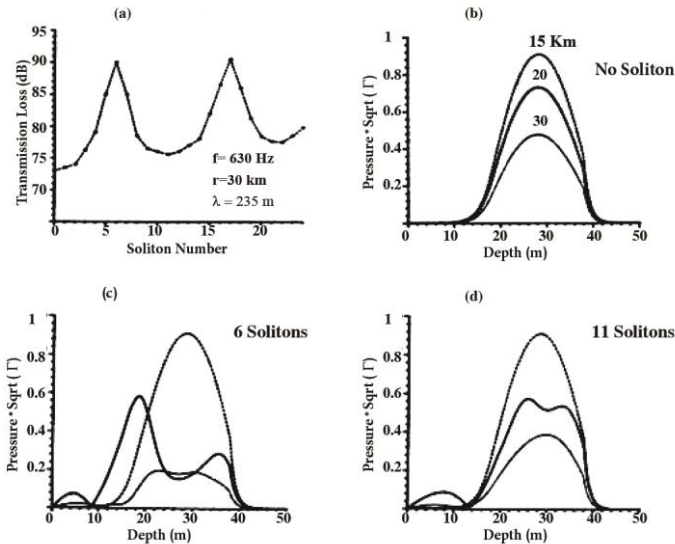 (a)
95
90
85
80
75
70
Transmission Loss (dB)
f= 630 Hz
r=30 km
λ = 235 m
0 5 10 15 20
Soliton Number
(b)
1
0.8
0.6
0.4
0.2
Pressure*Sqrt (Γ)
15 Km
20
30
No Soliton
0 10 20 30 40 50
Depth (m)
(c)
1
0.8
0.6
0.4
0.2
Pressure*Sqrt (Γ)
6 Solitons
0 10 20 30 40 50
Depth (m)
(d)
1
0.8
0.6
0.4
0.2
Pressure*Sqrt (Γ)
11 Solitons
0 10 20 30 40 50
Depth (m)